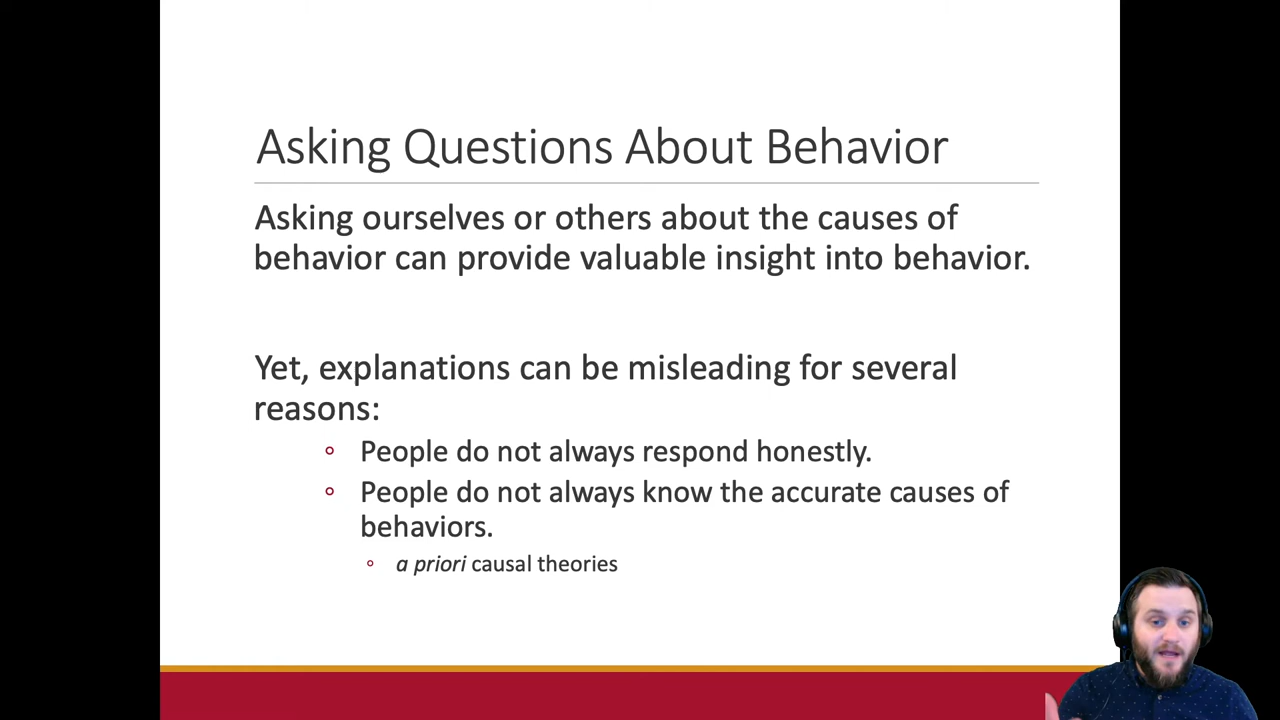 Asking Questions About Behavior
Asking ourselves or others about the causes of
behavior can provide valuable insight into behavior.
Yet, explanations can be misleading for several
reasons:
◦ People do not always respond honestly.
◦ People do not always know the accurate causes of
behaviors.
◦ a priori causal theories